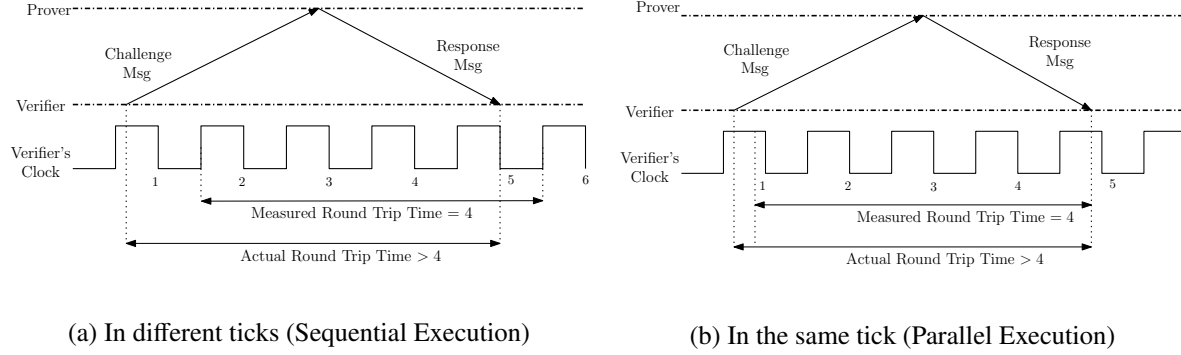 Prover
Challenge
Msg
Response
Msg
Verifier
Verifier's
Clock
1
2
3
4
5
6
Measured Round Trip Time = 4
Actual Round Trip Time > 4
(a) In different ticks (Sequential Execution)
Prover
Challenge
Msg
Response
Msg
Verifier
Verifier's
Clock
1
2
3
4
5
Measured Round Trip Time = 4
Actual Round Trip Time > 4
(b) In the same tick (Parallel Execution)